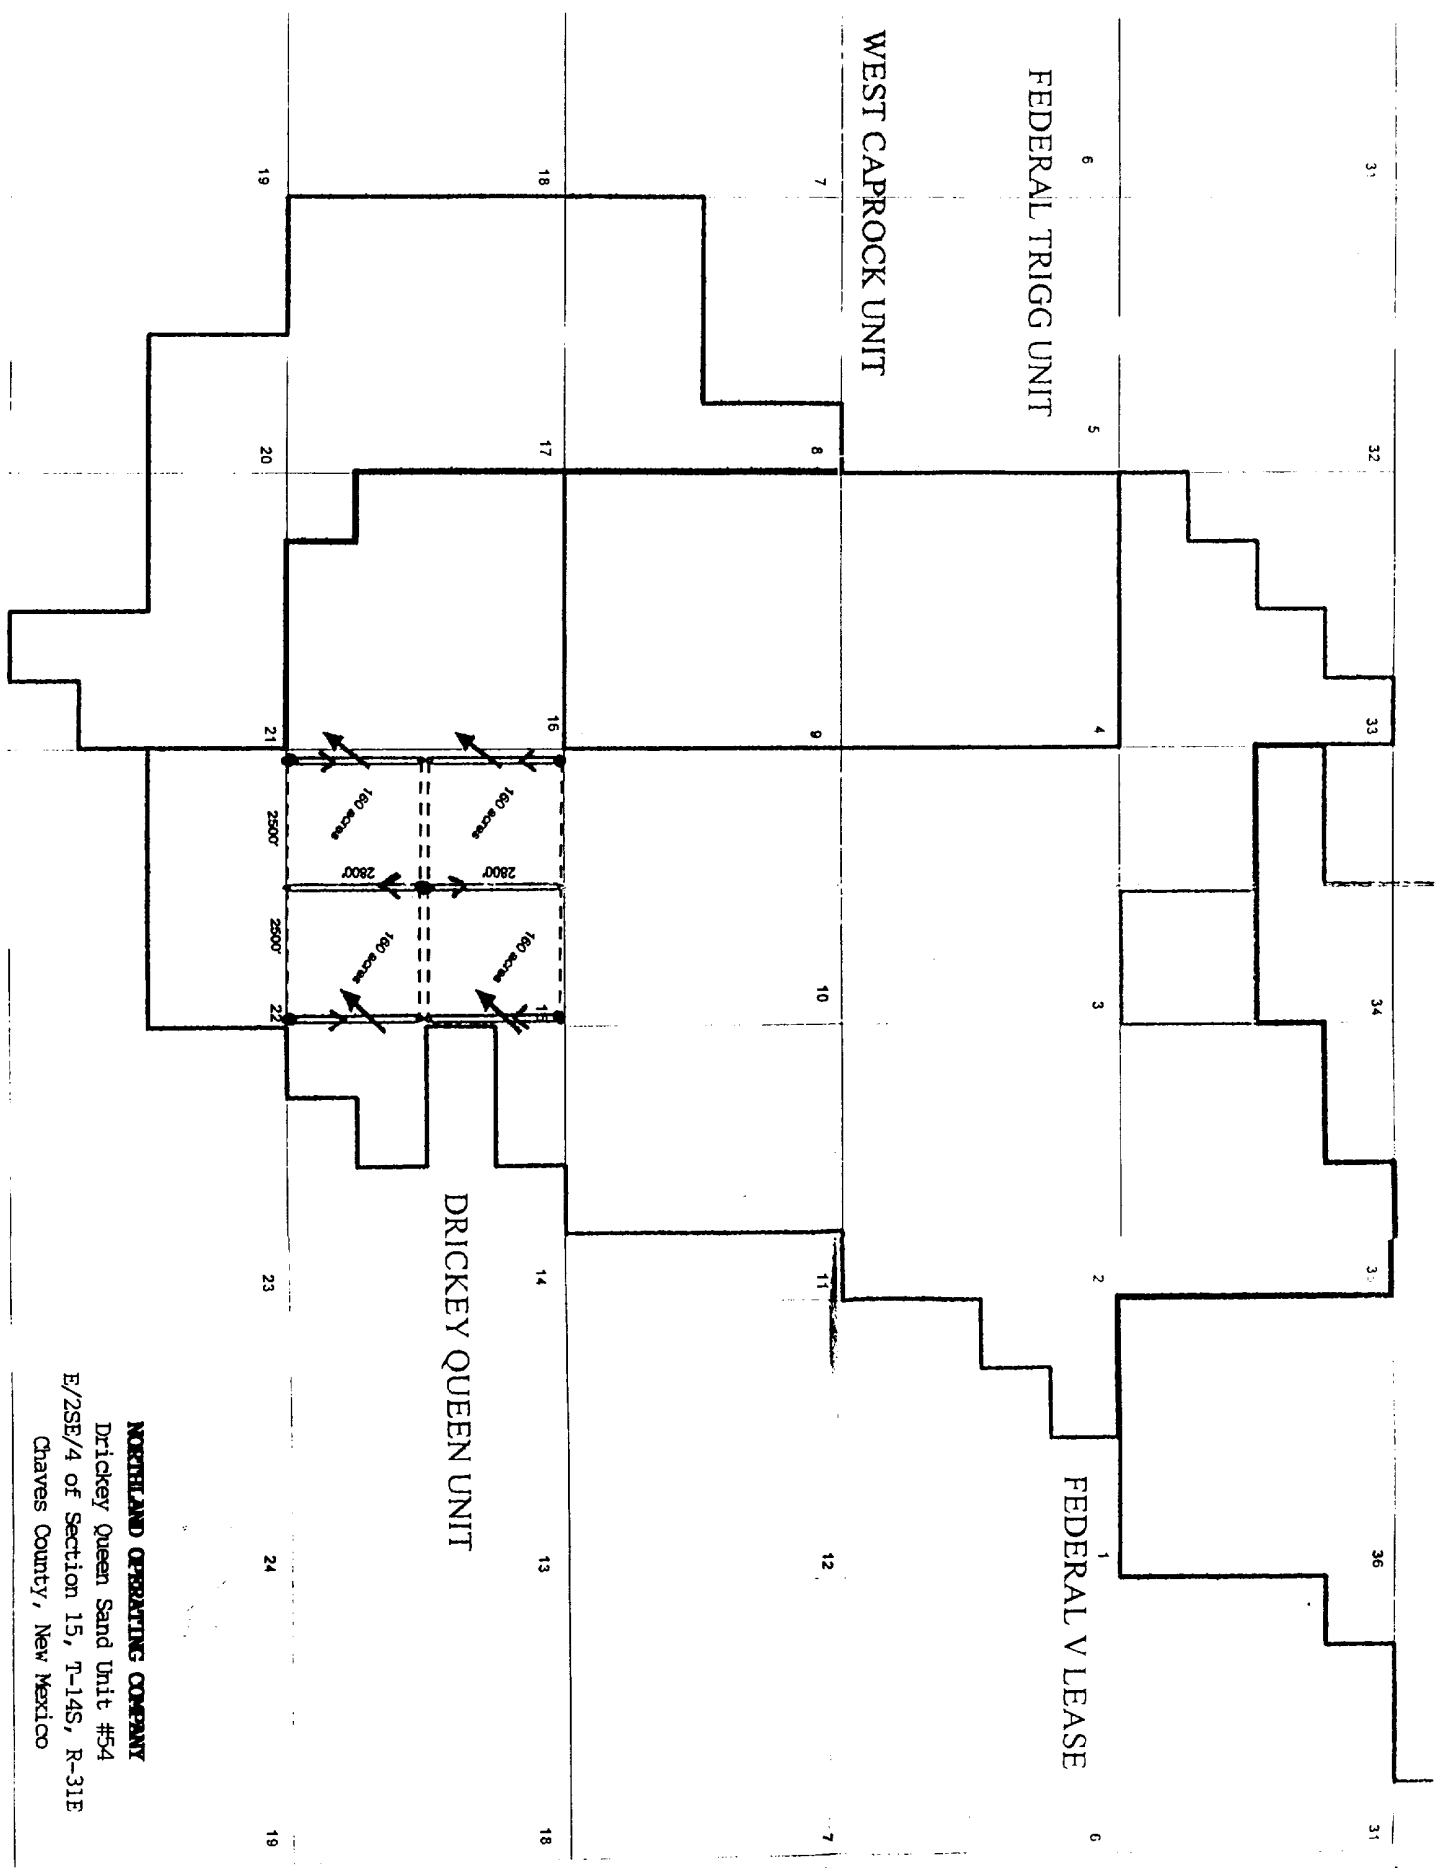 31 32 33 34 36 31
6 5 4 3 2 1 6
FEDERAL V LEASE
FEDERAL TRIGG UNIT
WEST CAPROCK UNIT
7 8 9 10 11 12 7
18 17 16 15 14 13 18
160 acres
2800'
160 acres
DRICKEY QUEEN UNIT
160 acres
2800'
160 acres
2500'
2500'
19 20 21 22 23 24 19
NORTHLAND OPERATING COMPANY
Drickey Queen Sand Unit #54
E/2SE/4 of Section 15, T-14S, R-31E
Chaves County, New Mexico